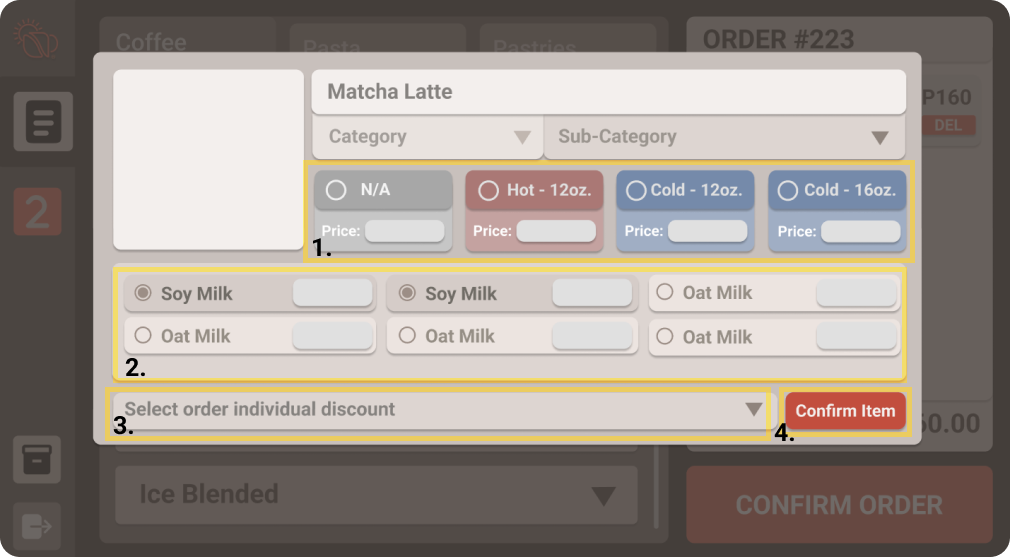 Coffee
Pasta
Pastries
ORDER #223
Matcha Latte
P160
DEL
Category
Sub-Category
2
N/A
Hot - 12oz.
Cold - 12oz.
Cold - 16oz.
Price:
Price:
Price:
Price:
1.
Soy Milk
Soy Milk
Oat Milk
Oat Milk
Oat Milk
Oat Milk
2.
Select order individual discount
Confirm Item
3.
4.
60.00
Ice Blended
CONFIRM ORDER